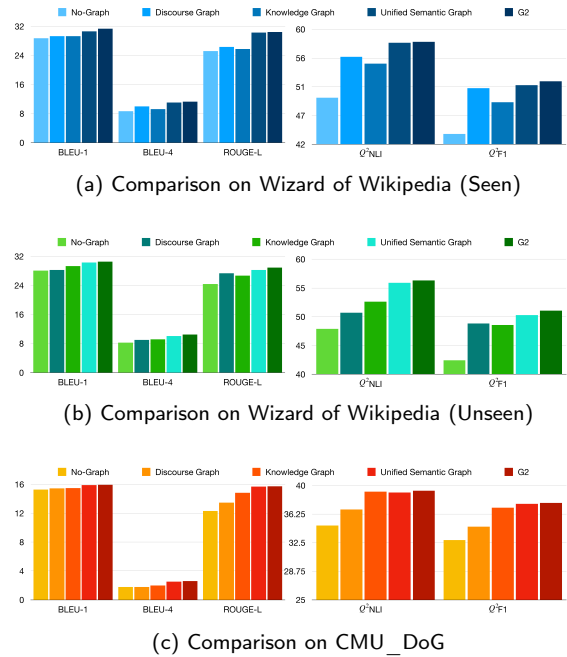 No-Graph Discourse Graph Knowledge Graph Unified Semantic Graph G2
32
24
16
8
0
BLEU-1 BLEU-4 ROUGE-L
60
56
51
47
42
Q²NLI Q²F1
(a) Comparison on Wizard of Wikipedia (Seen)
No-Graph Discourse Graph Knowledge Graph Unified Semantic Graph G2
32
24
16
8
0
BLEU-1 BLEU-4 ROUGE-L
60
55
50
45
40
Q²NLI Q²F1
(b) Comparison on Wizard of Wikipedia (Unseen)
No-Graph Discourse Graph Knowledge Graph Unified Semantic Graph G2
16
12
8
4
0
BLEU-1 BLEU-4 ROUGE-L
40
36.25
32.5
28.75
25
Q²NLI Q²F1
(c) Comparison on CMU_DoG